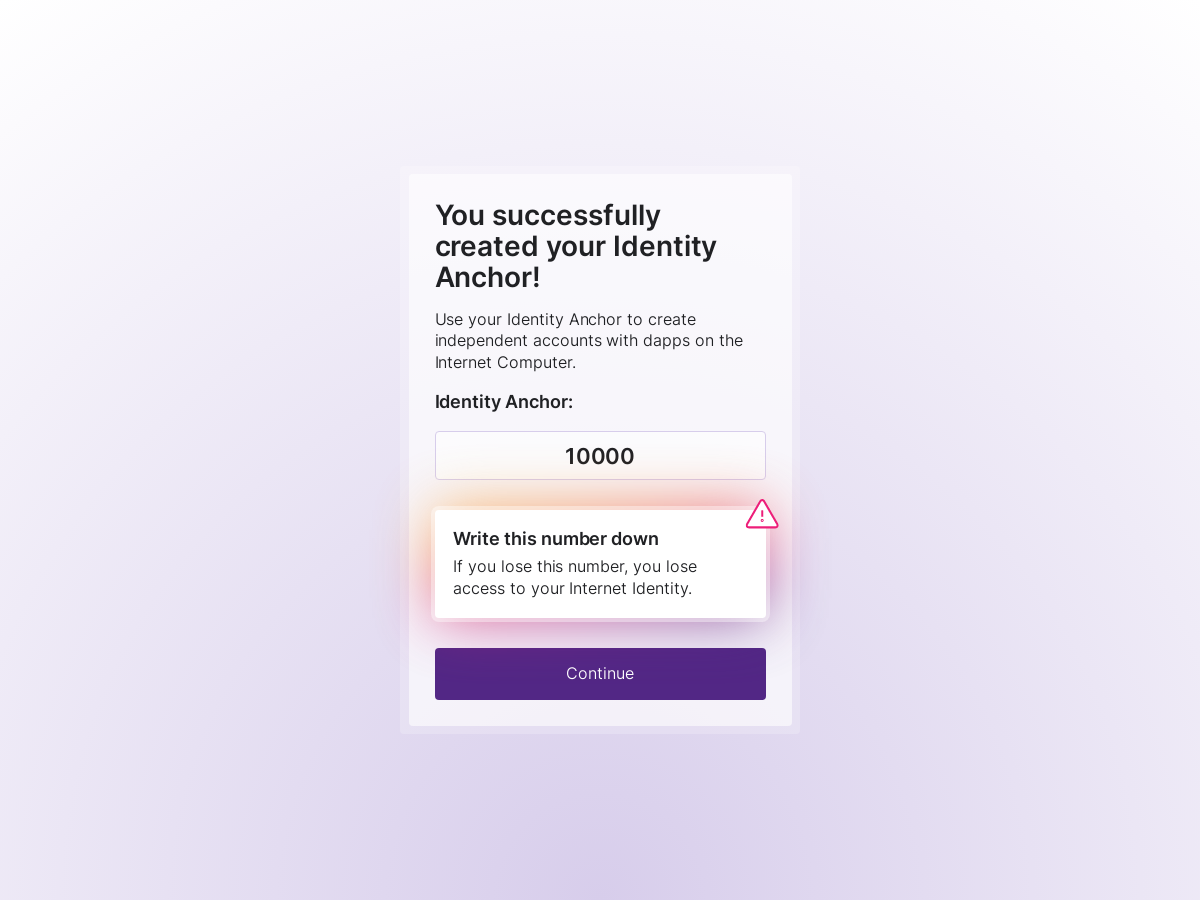 You successfully
created your Identity
Anchor!
Use your Identity Anchor to create
independent accounts with dapps on the
Internet Computer.
Identity Anchor:
10000
Write this number down
If you lose this number, you lose
access to your Internet Identity.
Continue